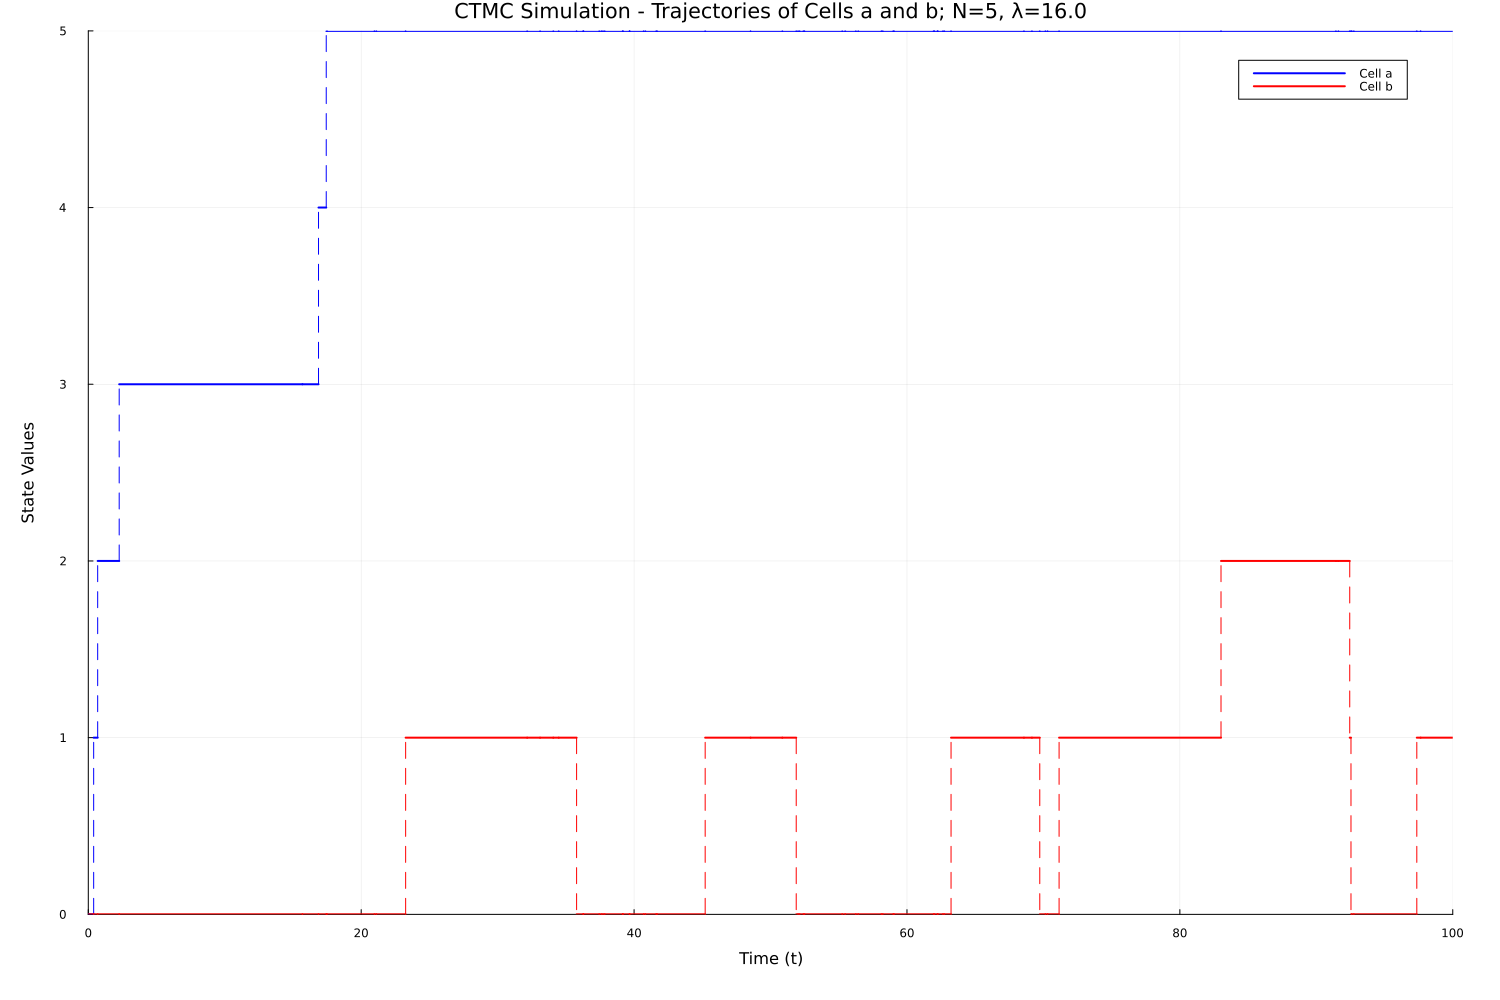 CTMC Simulation - Trajectories of Cells a and b; N=5, λ=16.0
5
Cell a
Cell b
4
3
State Values
2
1
0
0 20 40 60 80 100
Time (t)